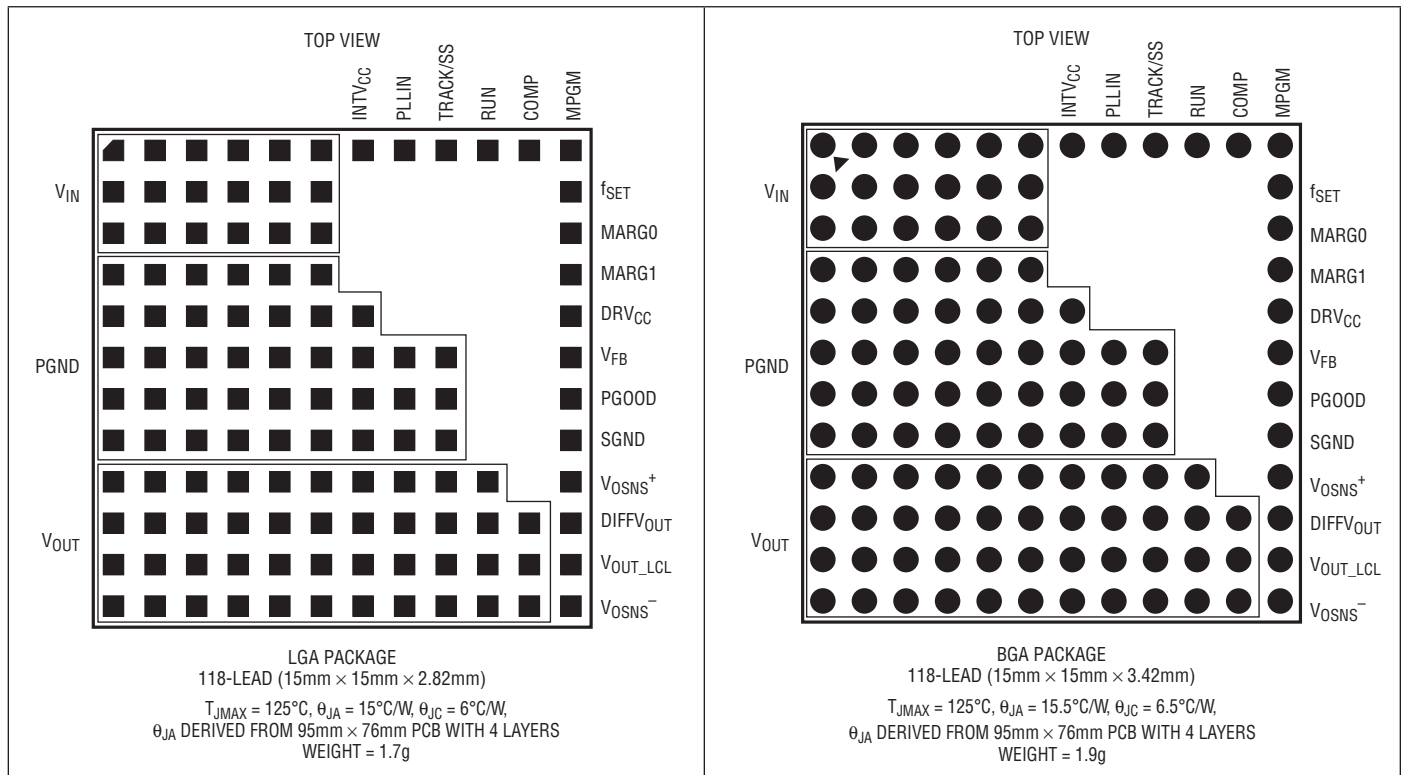 TOP VIEW
INTVCC
PLLIN
TRACK/SS
RUN
COMP
MPGM
VIN
fSET
MARG0
MARG1
DRVCC
PGND
VFB
PGOOD
SGND
VOSNS+
VOUT
DIFFVOUT
VOUT_LCL
VOSNS–
LGA PACKAGE
118-LEAD (15mm × 15mm × 2.82mm)
TJMAX = 125°C, θJA = 15°C/W, θJC = 6°C/W,
θJA DERIVED FROM 95mm × 76mm PCB WITH 4 LAYERS
WEIGHT = 1.7g
TOP VIEW
INTVCC
PLLIN
TRACK/SS
RUN
COMP
MPGM
VIN
fSET
MARG0
MARG1
DRVCC
PGND
VFB
PGOOD
SGND
VOSNS+
VOUT
DIFFVOUT
VOUT_LCL
VOSNS–
BGA PACKAGE
118-LEAD (15mm × 15mm × 3.42mm)
TJMAX = 125°C, θJA = 15.5°C/W, θJC = 6.5°C/W,
θJA DERIVED FROM 95mm × 76mm PCB WITH 4 LAYERS
WEIGHT = 1.9g